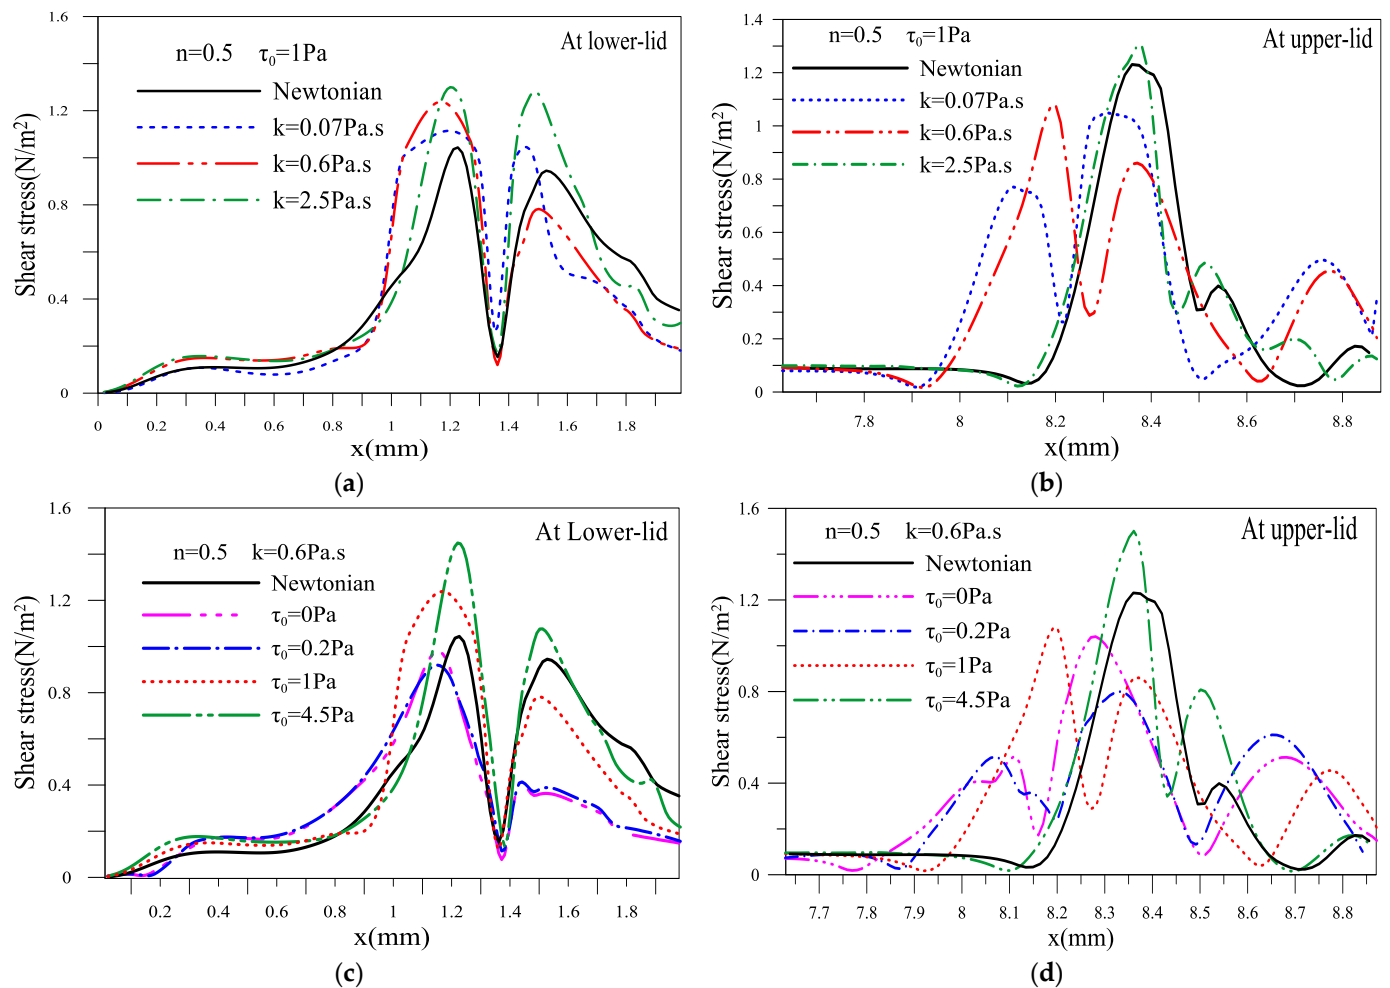 1.6
1.2
0.8
0.4
0
Shear stress(N/m²)
n=0.5 τ₀=1Pa
At lower-lid
Newtonian
k=0.07Pa.s
k=0.6Pa.s
k=2.5Pa.s
0 0.2 0.4 0.6 0.8 1 1.2 1.4 1.6 1.8
x(mm)
(a)
1.4
1.2
1
0.8
0.6
0.4
0.2
0
Shear stress(N/m²)
n=0.5 τ₀=1Pa
At upper-lid
Newtonian
k=0.07Pa.s
k=0.6Pa.s
k=2.5Pa.s
7.8 8 8.2 8.4 8.6 8.8
x(mm)
(b)
1.6
1.2
0.8
0.4
0
Shear stress(N/m²)
At Lower-lid
n=0.5 k=0.6Pa.s
Newtonian
τ₀=0Pa
τ₀=0.2Pa
τ₀=1Pa
τ₀=4.5Pa
0.2 0.4 0.6 0.8 1 1.2 1.4 1.6 1.8
x(mm)
(c)
1.6
1.2
0.8
0.4
0
Shear stress(N/m²)
n=0.5 k=0.6Pa.s
At upper-lid
Newtonian
τ₀=0Pa
τ₀=0.2Pa
τ₀=1Pa
τ₀=4.5Pa
7.7 7.8 7.9 8 8.1 8.2 8.3 8.4 8.5 8.6 8.7 8.8
x(mm)
(d)